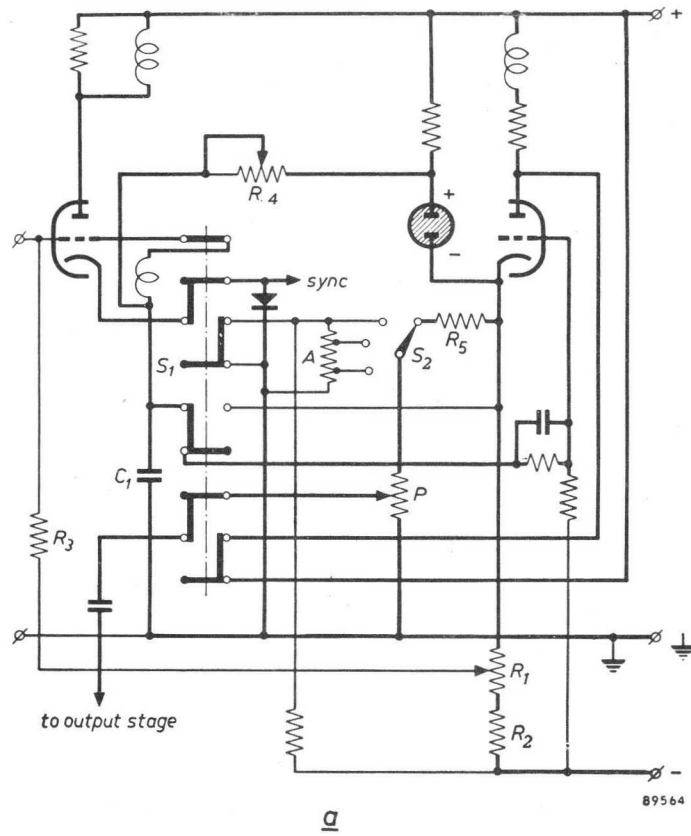 +
R4
+
-
sync
A
S1
S2
R5
C1
P
R3
R1
to output stage
R2
-
89564
a